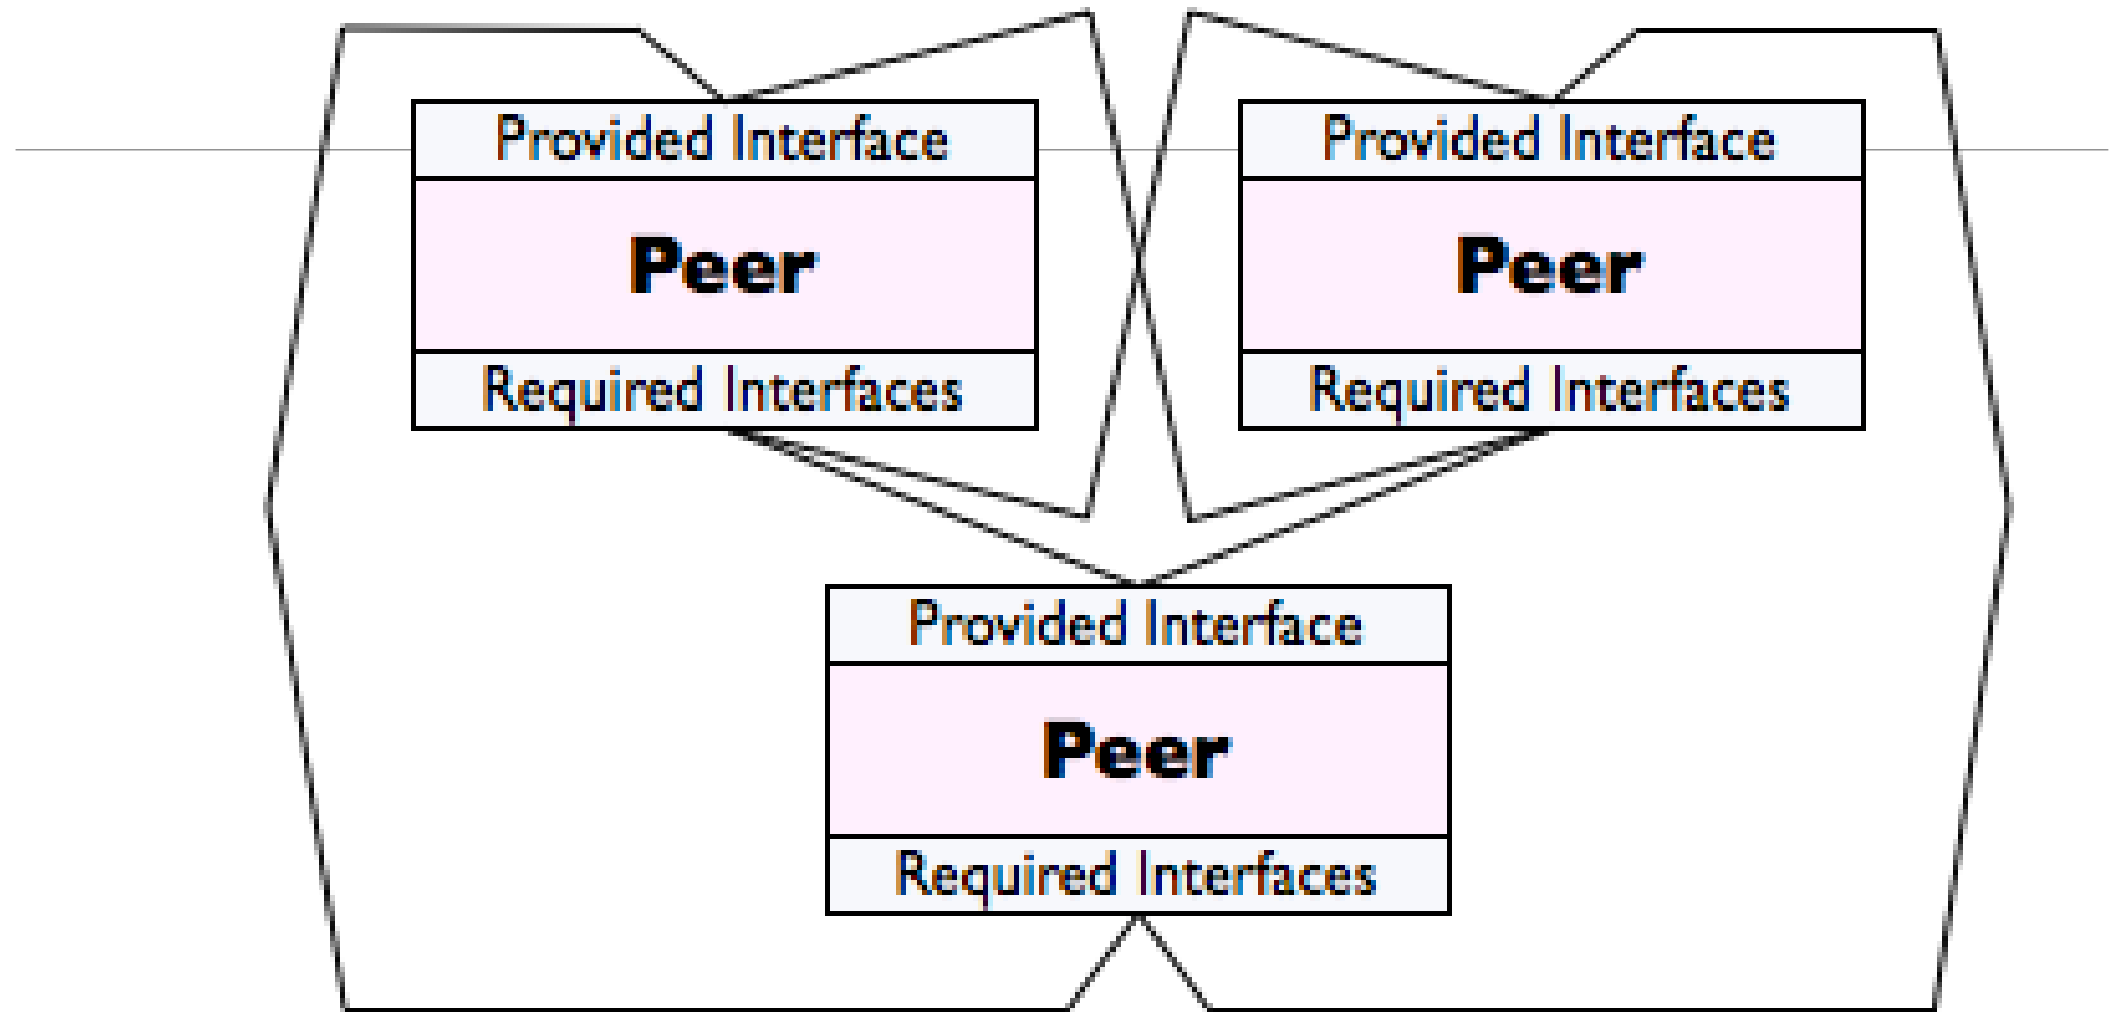 Provided Interface
Peer
Required Interfaces
Provided Interface
Peer
Required Interfaces
Provided Interface
Peer
Required Interfaces